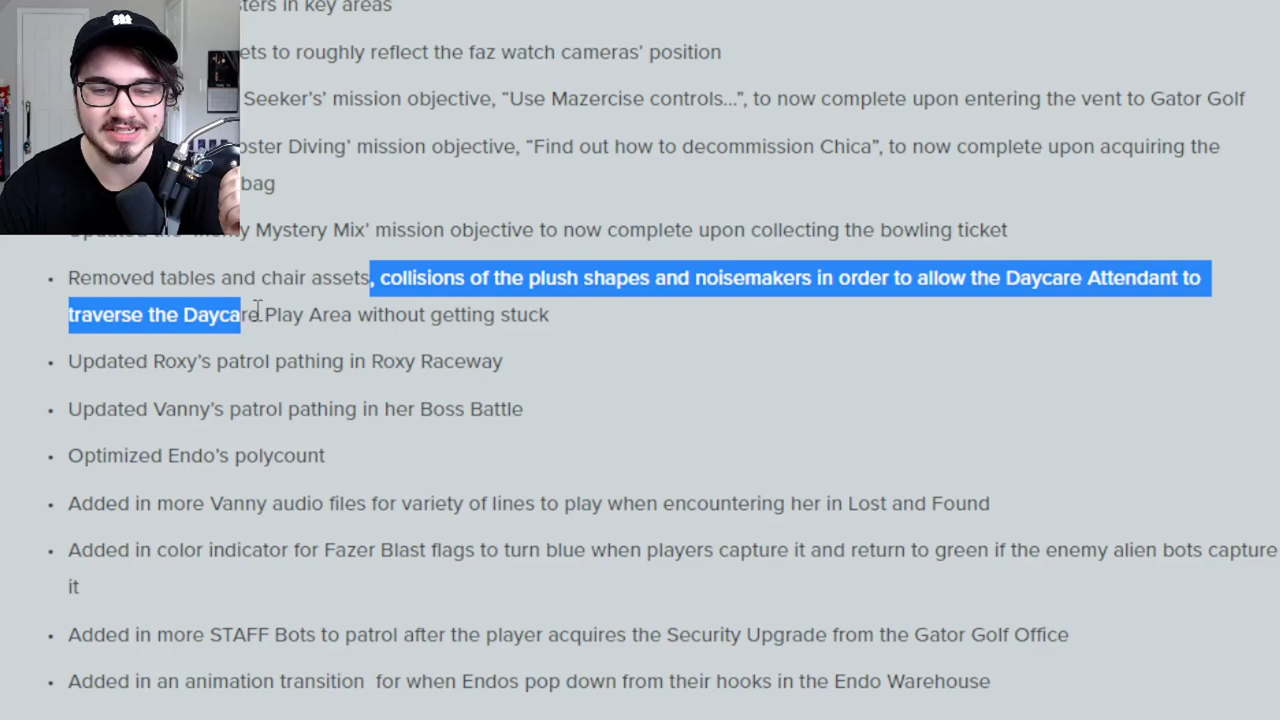 ters in key areas
ets to roughly reflect the faz watch cameras’ position
Seeker’s’ mission objective, “Use Mazercise controls...”, to now complete upon entering the vent to Gator Golf
oster Diving’ mission objective, “Find out how to decommission Chica”, to now complete upon acquiring the
bag
Mystery Mix’ mission objective to now complete upon collecting the bowling ticket
• Removed tables and chair assets, collisions of the plush shapes and noisemakers in order to allow the Daycare Attendant to
traverse the Daycare Play Area without getting stuck
• Updated Roxy’s patrol pathing in Roxy Raceway
• Updated Vanny’s patrol pathing in her Boss Battle
• Optimized Endo’s polycount
• Added in more Vanny audio files for variety of lines to play when encountering her in Lost and Found
• Added in color indicator for Fazer Blast flags to turn blue when players capture it and return to green if the enemy alien bots capture
it
• Added in more STAFF Bots to patrol after the player acquires the Security Upgrade from the Gator Golf Office
• Added in an animation transition  for when Endos pop down from their hooks in the Endo Warehouse